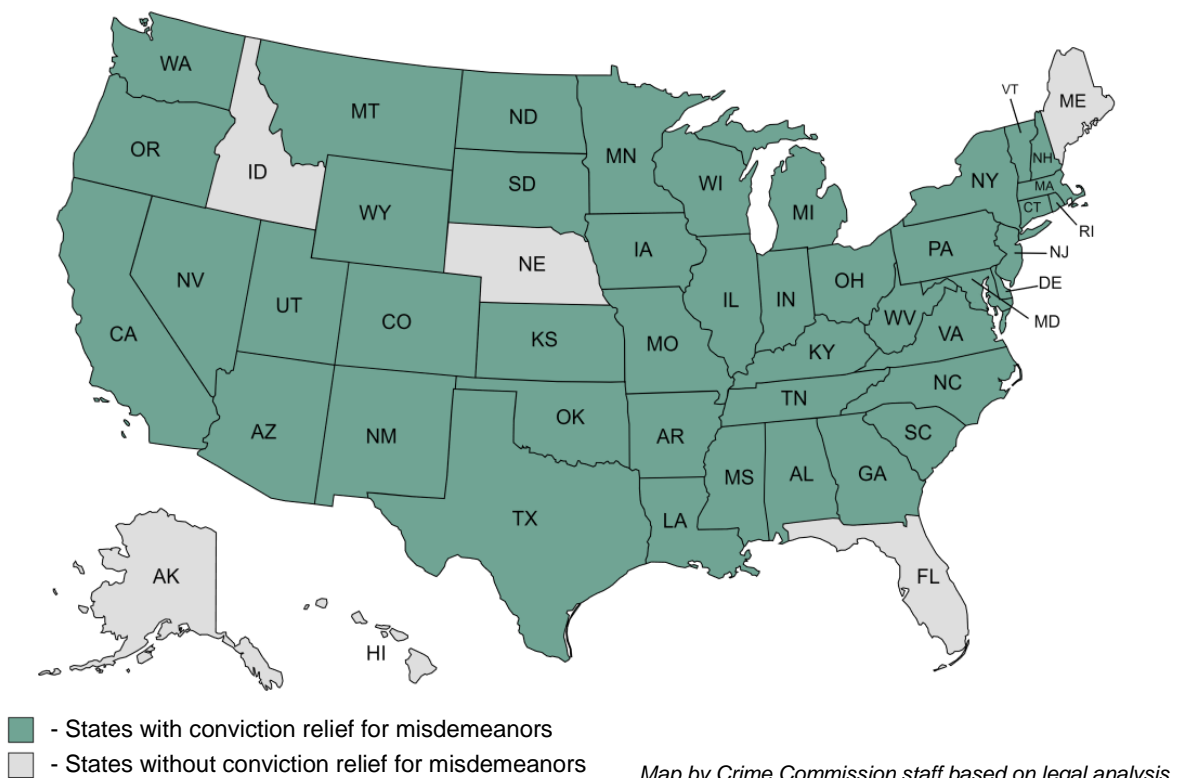 VT
ME
WA
MT
ND
MN
OR
ID
SD
WI
MI
NY
NH
MA
CT
RI
WY
IA
NE
PA
NJ
NV
UT
CO
IL
IN
OH
DE
MD
WV
VA
CA
KS
MO
KY
NC
TN
AZ
NM
OK
AR
SC
MS
AL
GA
TX
LA
AK
FL
HI
- States with conviction relief for misdemeanors
- States without conviction relief for misdemeanors
Map by Crime Commission staff based on legal analysis